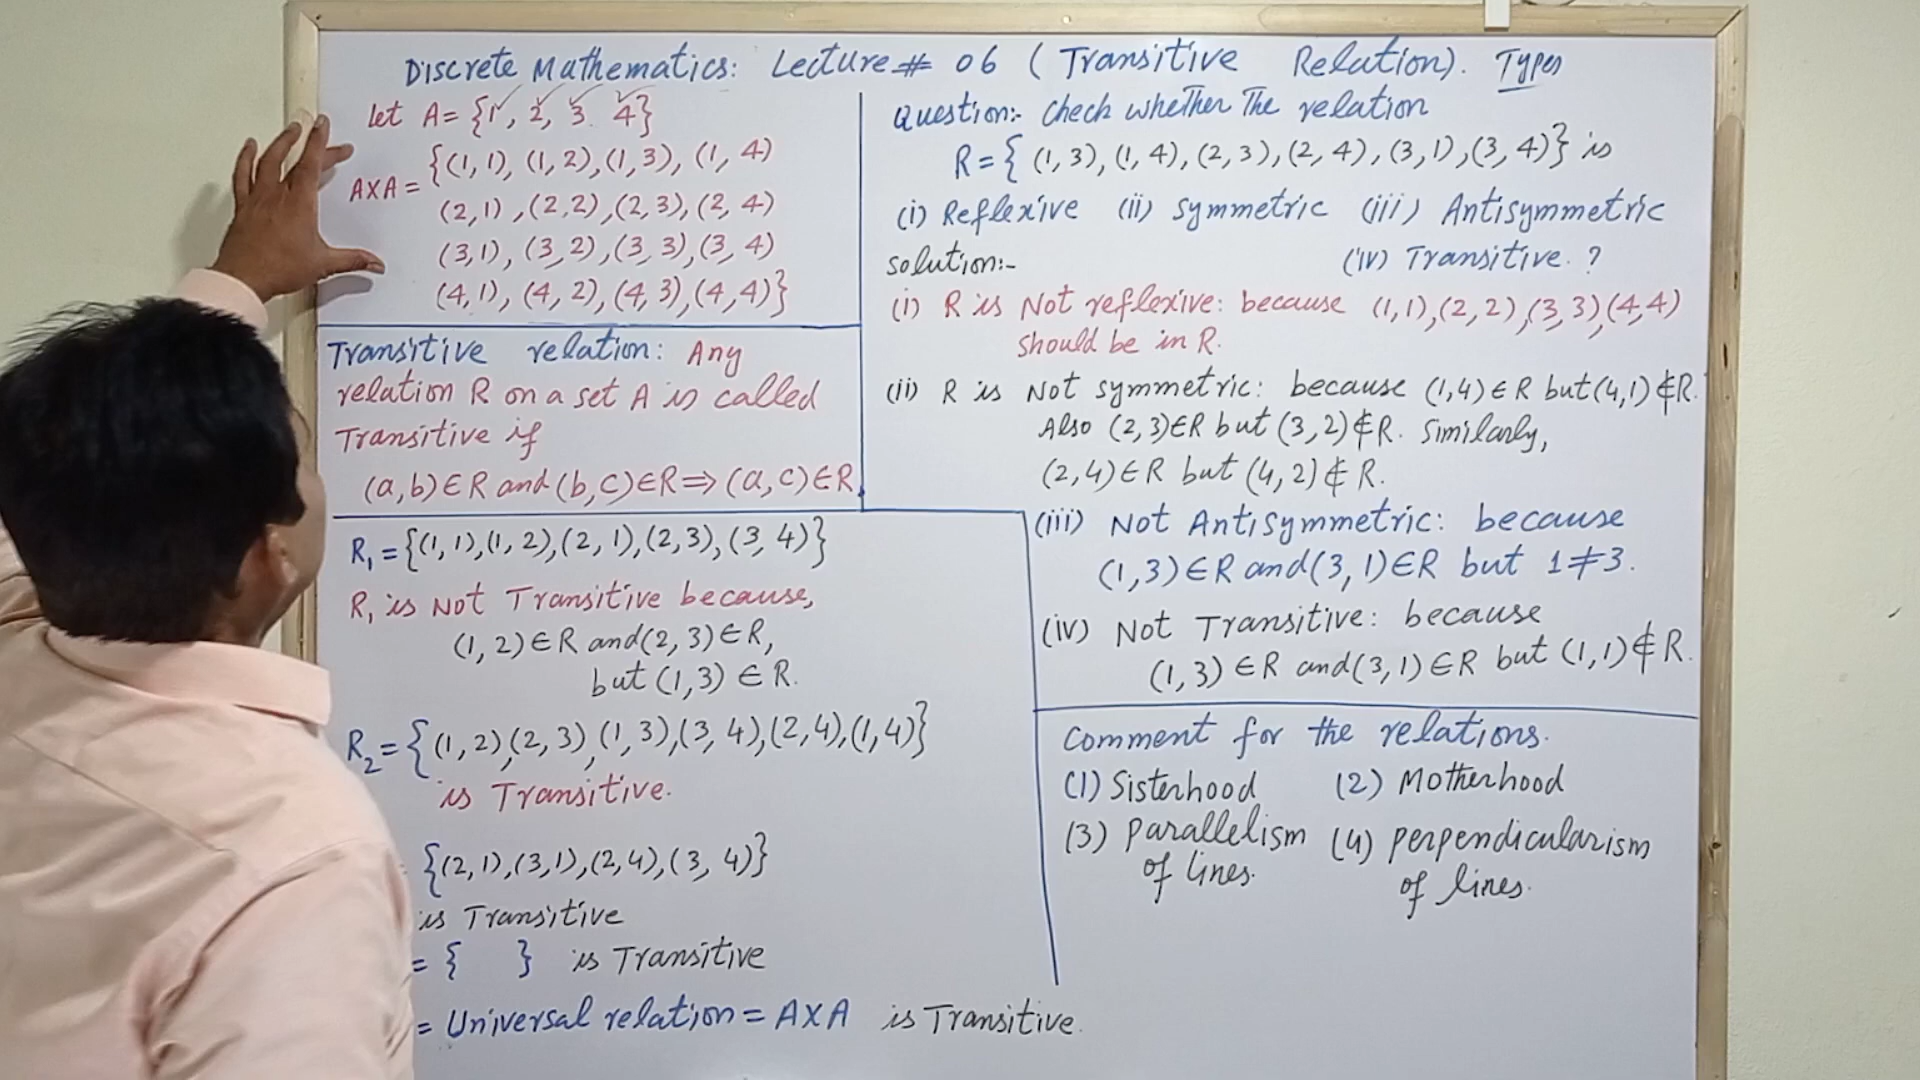 Discrete Mathematics: Lecture# 06 (Transitive Relation). Types
Let A = {1, 2, 3 4}
AXA = {(1, 1), (1, 2), (1, 3), (1, 4)
(2, 1), (2, 2), (2, 3), (2, 4)
(3, 1), (3, 2), (3, 3), (3, 4)
(4, 1), (4, 2), (4, 3), (4, 4)}
Transitive relation: Any
relation R on a set A is called
Transitive if
(a, b) ∈ R and (b, c) ∈ R ⇒ (a, c) ∈ R
R₁ = {(1, 1), (1, 2), (2, 1), (2, 3), (3, 4)}
R₁ is Not Transitive because,
(1, 2) ∈ R and (2, 3) ∈ R,
but (1, 3) ∈ R.
R₂ = {(1, 2), (2, 3), (1, 3), (3, 4), (2, 4), (1, 4)}
is Transitive.
{(2, 1), (3, 1), (2, 4), (3, 4)}
is Transitive
= { } is Transitive
= Universal relation = AXA is Transitive.
Question:- Check whether The relation
R = { (1, 3), (1, 4), (2, 3), (2, 4), (3, 1), (3, 4)} is
(i) Reflexive (ii) Symmetric (iii) Antisymmetric
(iv) Transitive. ?
Solution:-
(i) R is Not reflexive: because (1, 1), (2, 2), (3, 3) (4, 4)
should be in R.
(ii) R is Not symmetric: because (1, 4) ∈ R but (4, 1) ∉ R.
Also (2, 3) ∈ R but (3, 2) ∉ R. Similarly,
(2, 4) ∈ R but (4, 2) ∉ R.
(iii) Not Antisymmetric: because
(1, 3) ∈ R and (3, 1) ∈ R but 1 ≠ 3.
(iv) Not Transitive: because
(1, 3) ∈ R and (3, 1) ∈ R but (1, 1) ∉ R.
Comment for the relations.
(1) Sisterhood (2) Motherhood
(3) Parallelism (4) Perpendicularism
of lines. of lines.